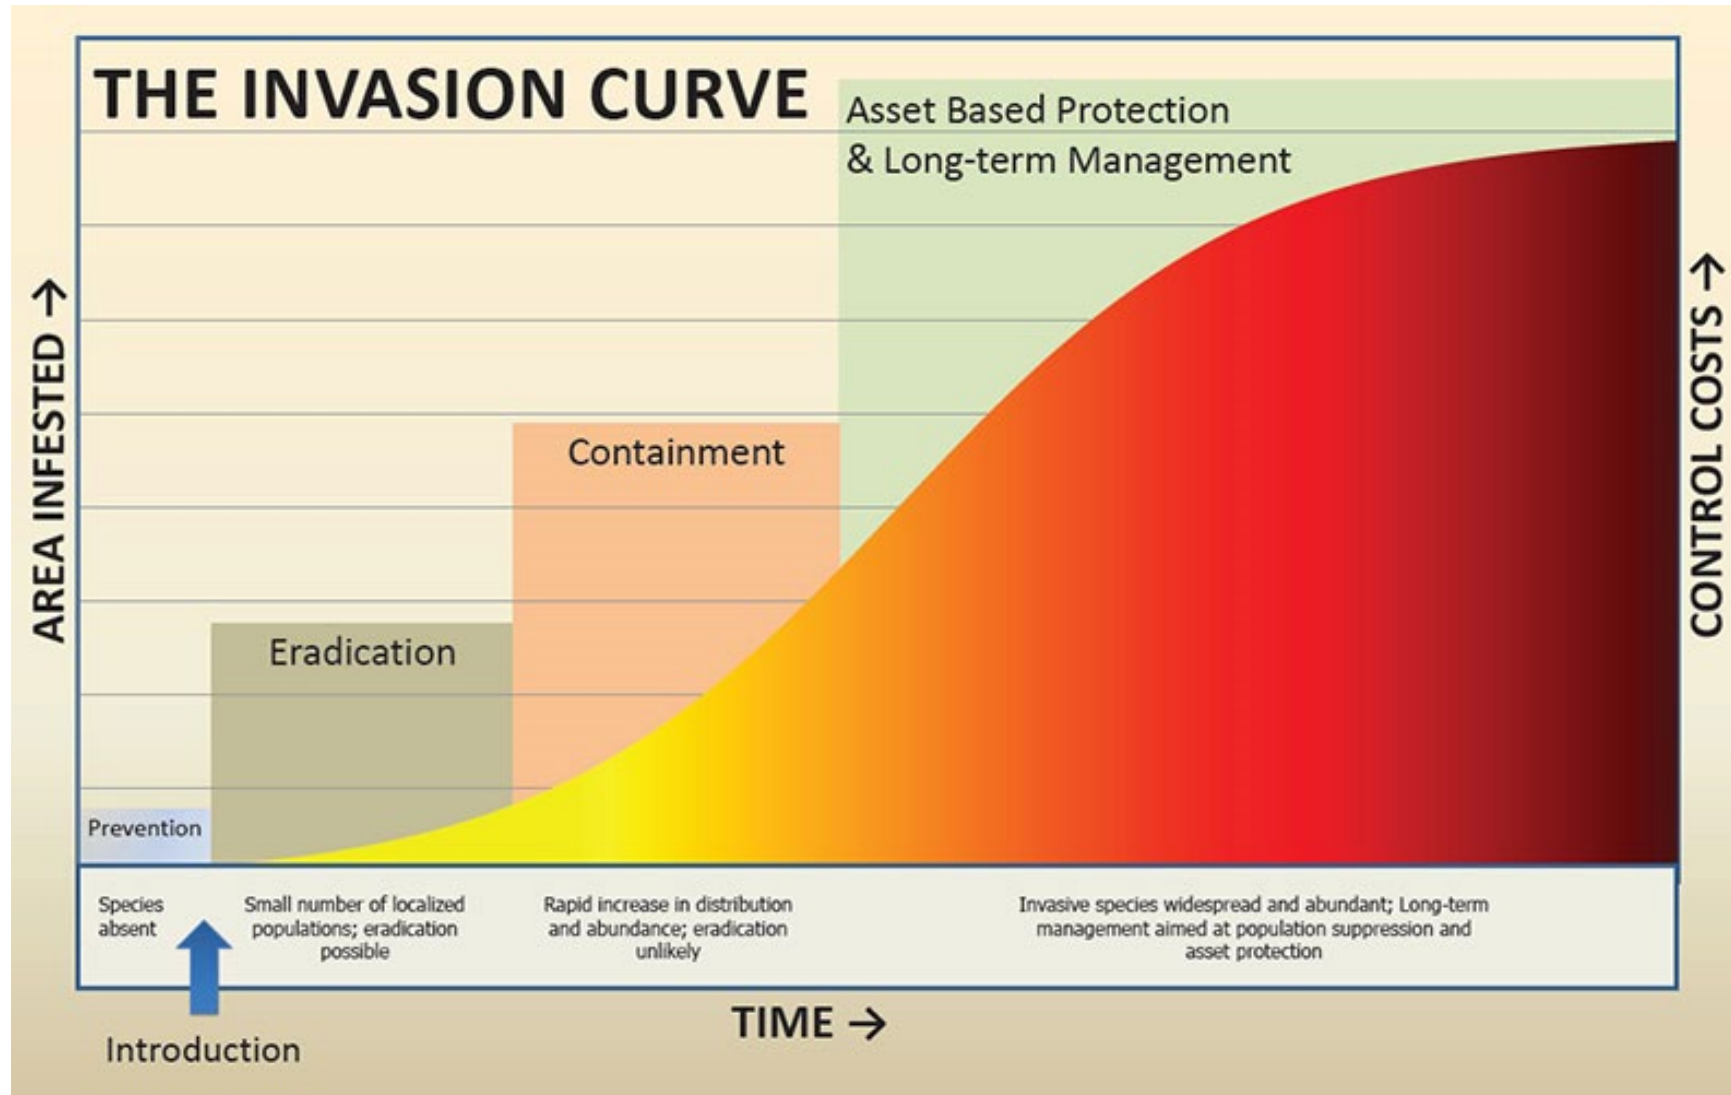 THE INVASION CURVE
Asset Based Protection
& Long-term Management
Containment
Eradication
Prevention
AREA INFESTED →
CONTROL COSTS →
Species
absent
Small number of localized
populations; eradication
possible
Rapid increase in distribution
and abundance; eradication
unlikely
Invasive species widespread and abundant; Long-term
management aimed at population suppression and
asset protection
TIME →
Introduction